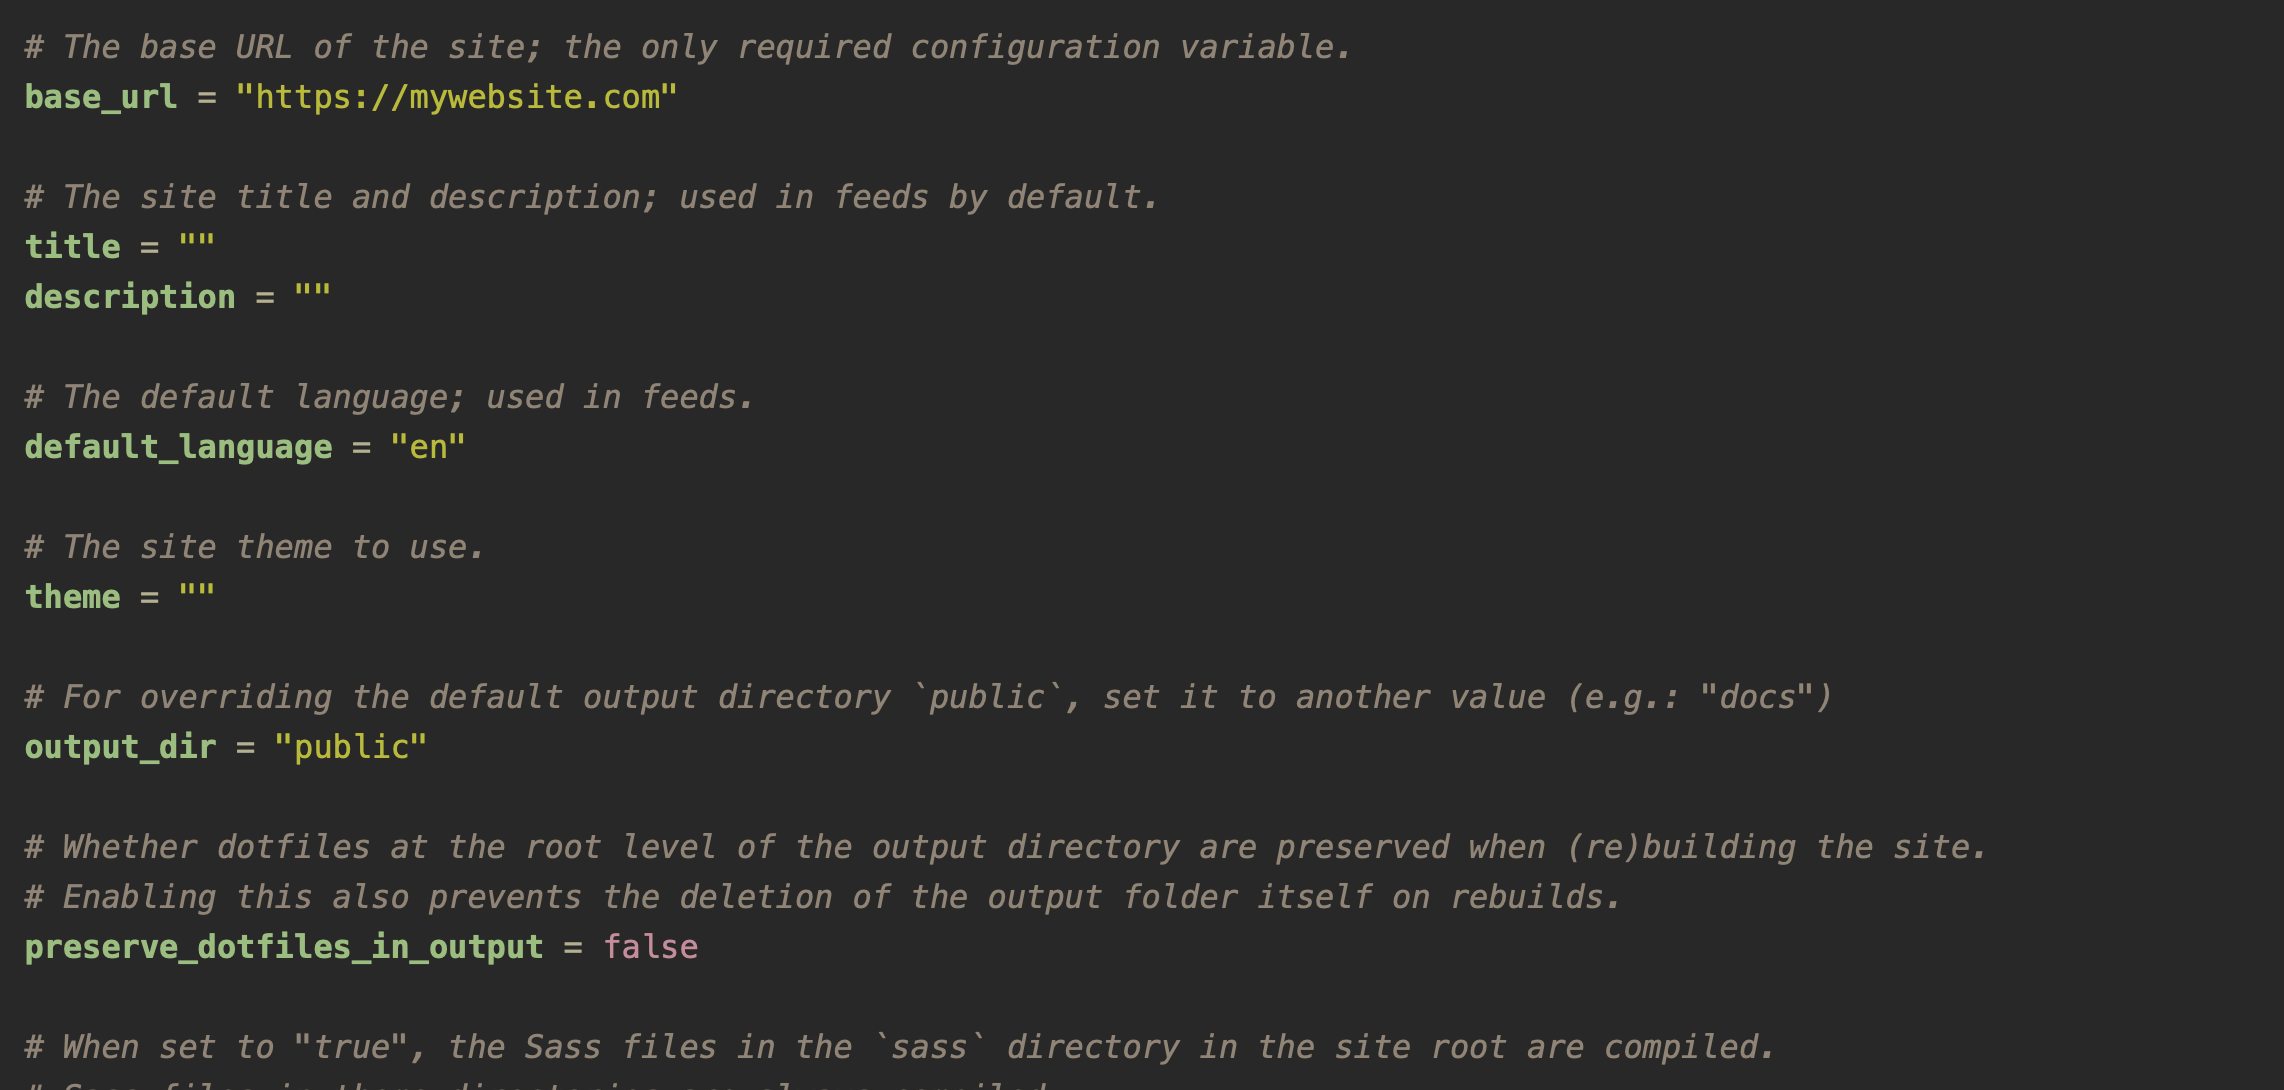 # The base URL of the site; the only required configuration variable.
base_url = "https://mywebsite.com"
# The site title and description; used in feeds by default.
title = ""
description = ""
# The default language; used in feeds.
default_language = "en"
# The site theme to use.
theme = ""
# For overriding the default output directory `public`, set it to another value (e.g.: "docs")
output_dir = "public"
# Whether dotfiles at the root level of the output directory are preserved when (re)building the site.
# Enabling this also prevents the deletion of the output folder itself on rebuilds.
preserve_dotfiles_in_output = false
# When set to "true", the Sass files in the `sass` directory in the site root are compiled.